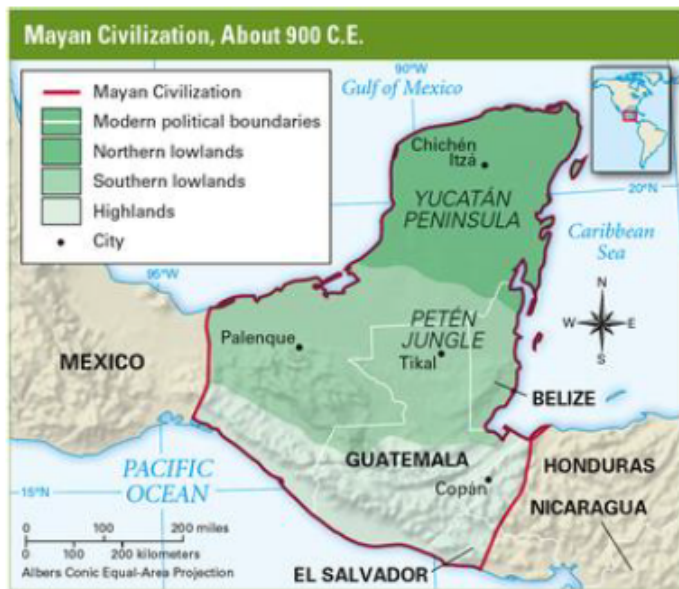 Mayan Civilization, About 900 C.E.
Mayan Civilization
Modern political boundaries
Northern lowlands
Southern lowlands
Highlands
City
90°W
Gulf of Mexico
Chichén
Itzá
YUCATÁN
PENINSULA
20°N
Caribbean
Sea
N
W
E
S
95°W
Palenque
PETÉN
JUNGLE
Tikal
MEXICO
BELIZE
GUATEMALA
HONDURAS
Copán
PACIFIC
OCEAN
NICARAGUA
15°N
0 100 200 miles
0 100 200 kilometers
Albers Conic Equal-Area Projection
EL SALVADOR